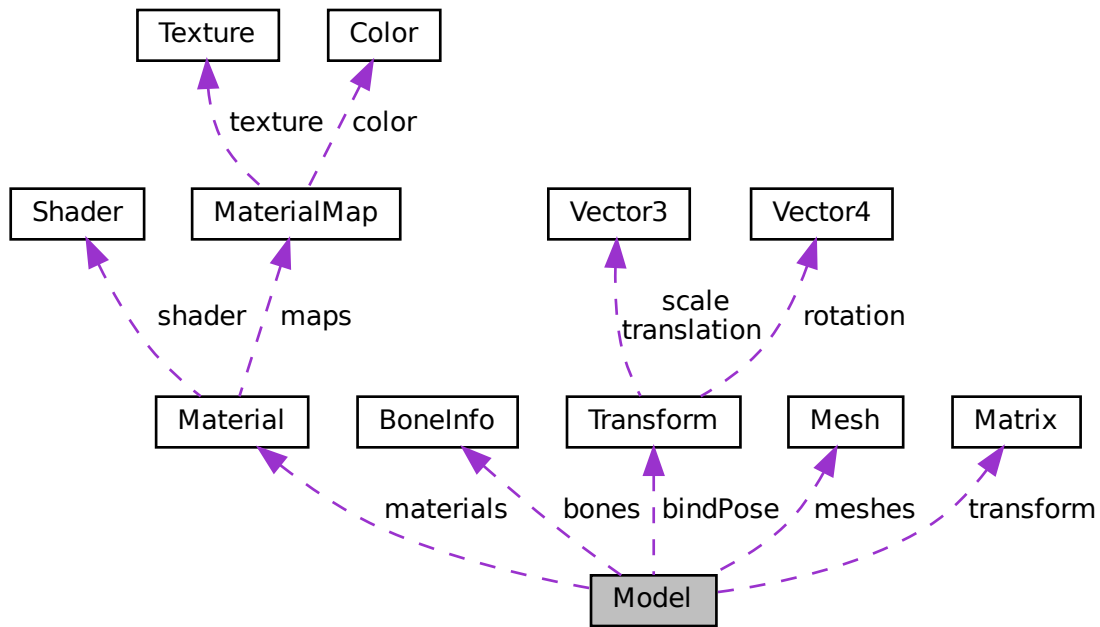 Texture
Color
texture
color
Shader
MaterialMap
Vector3
Vector4
shader
maps
scale
translation
rotation
Material
BoneInfo
Transform
Mesh
Matrix
materials
bones
bindPose
meshes
transform
Model